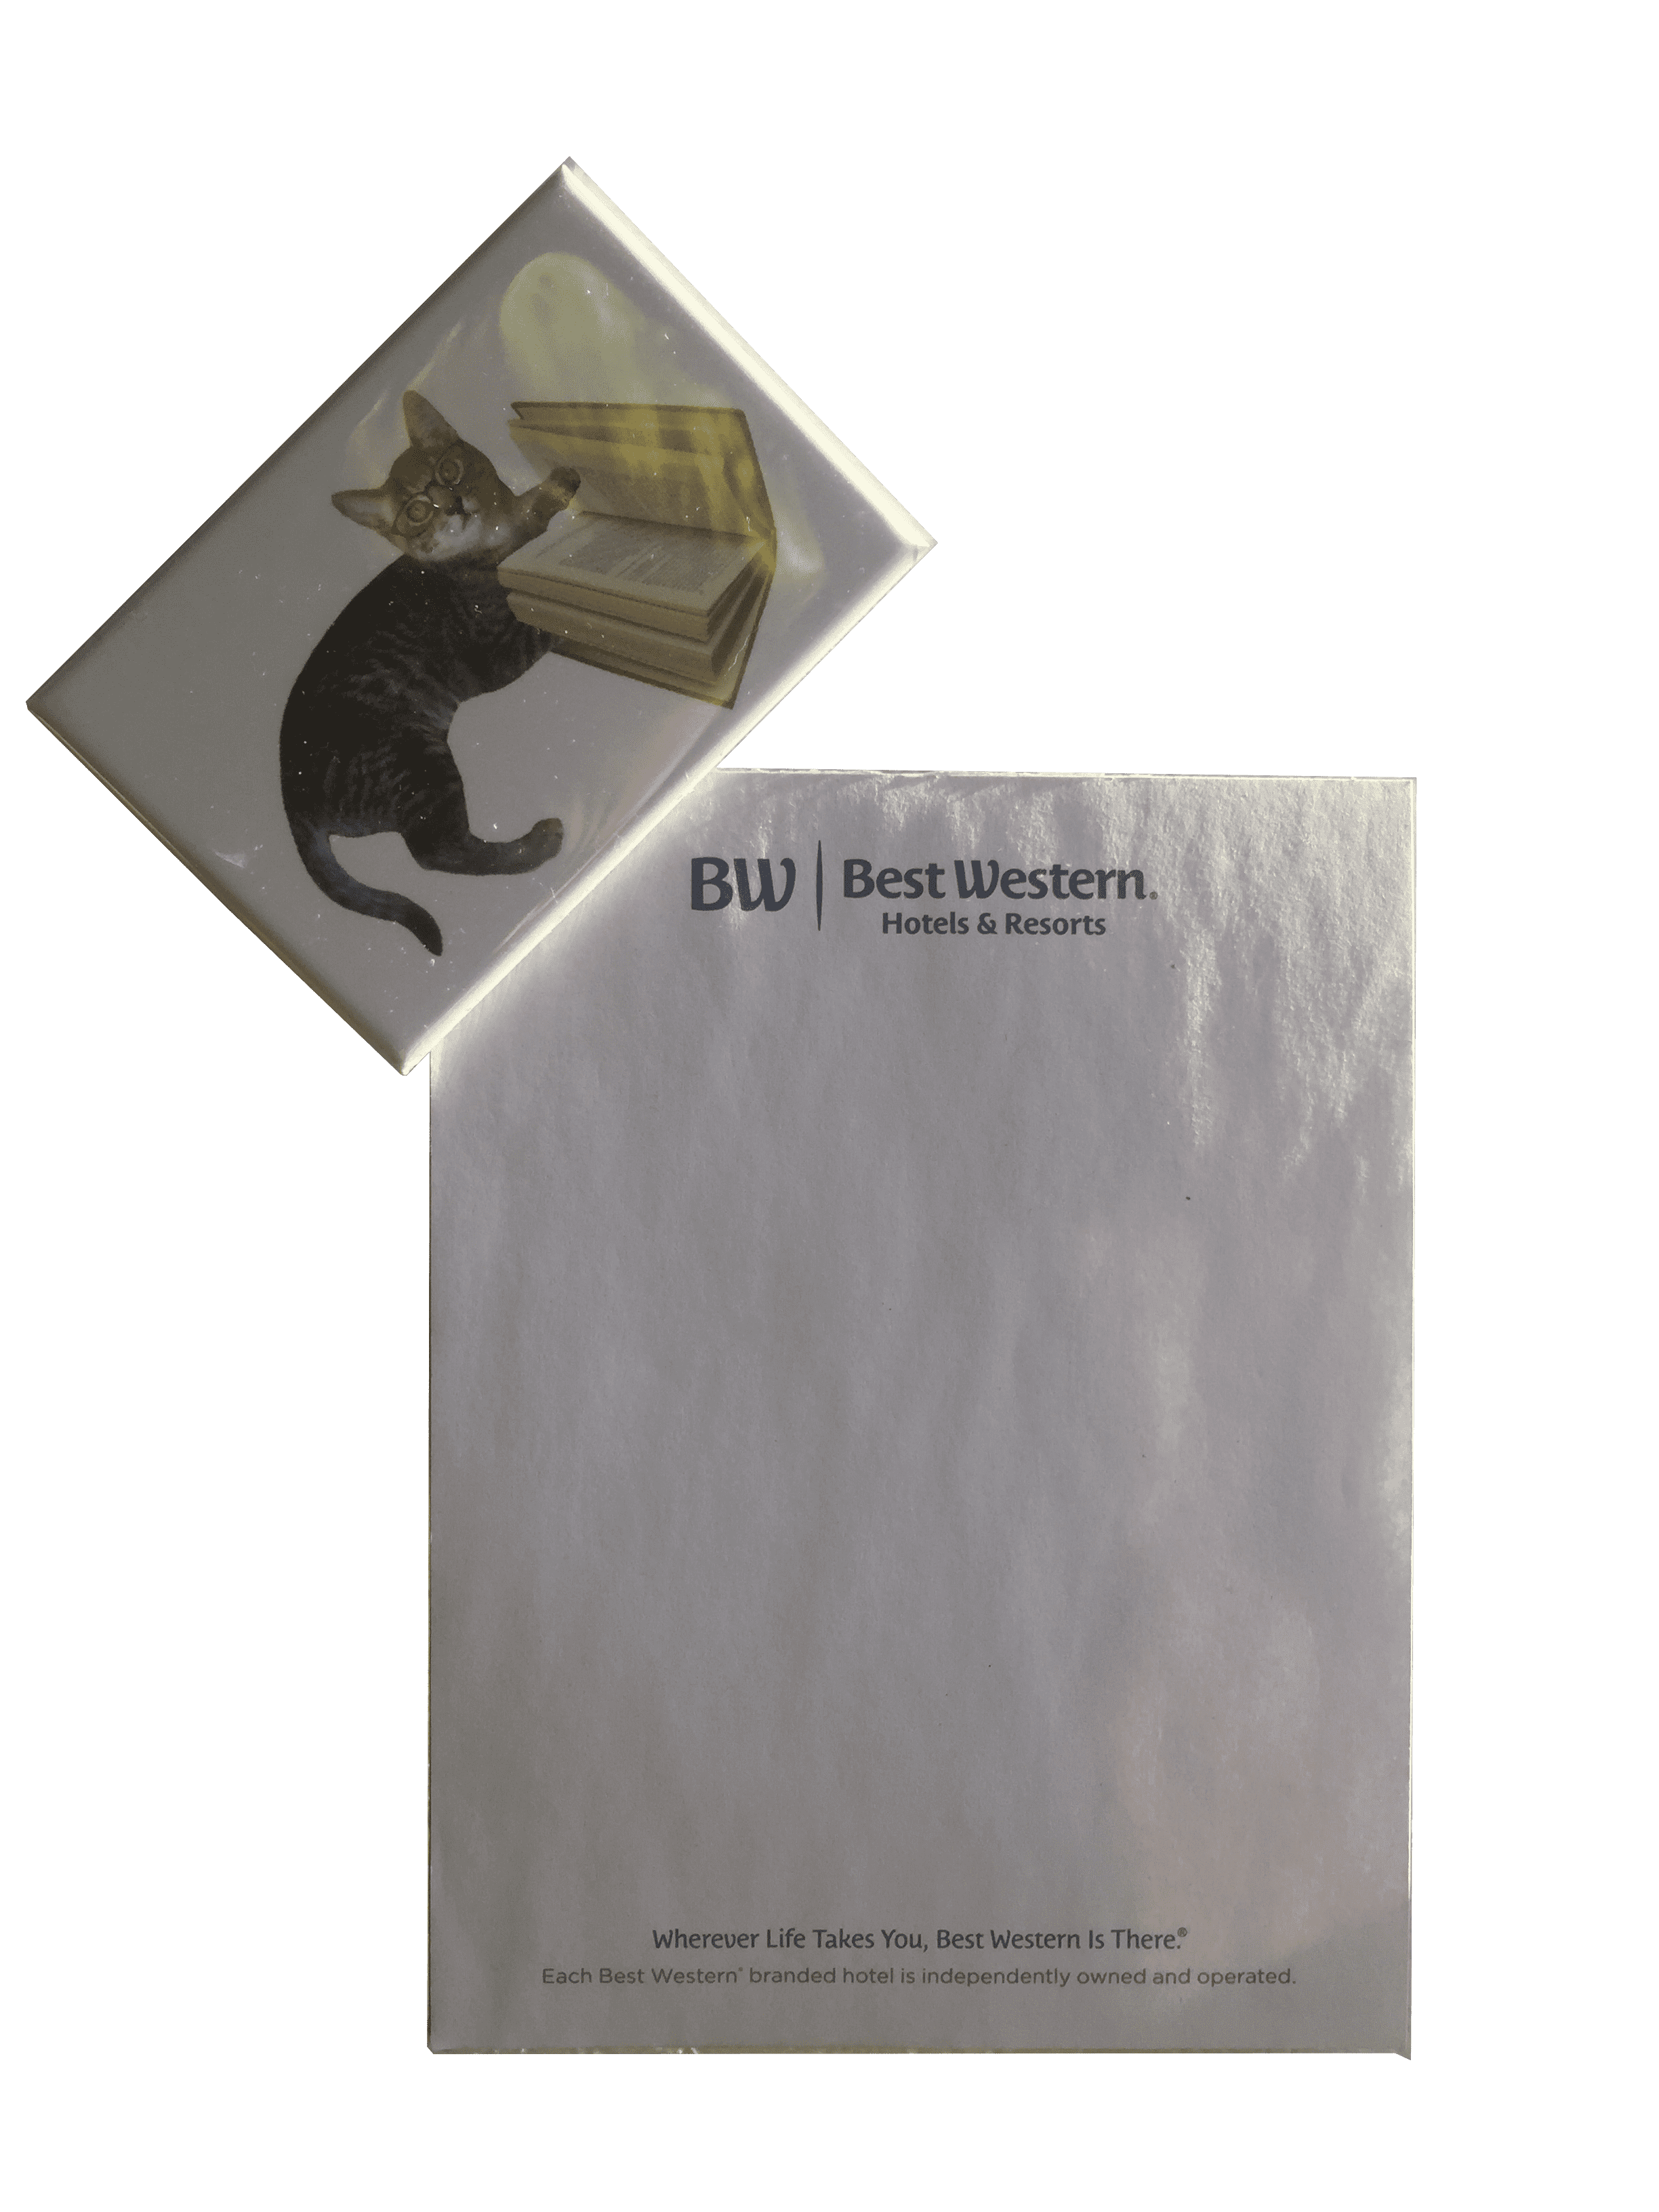 BW | Best Western®
Hotels & Resorts
Wherever Life Takes You, Best Western Is There.®
Each Best Western® branded hotel is independently owned and operated.